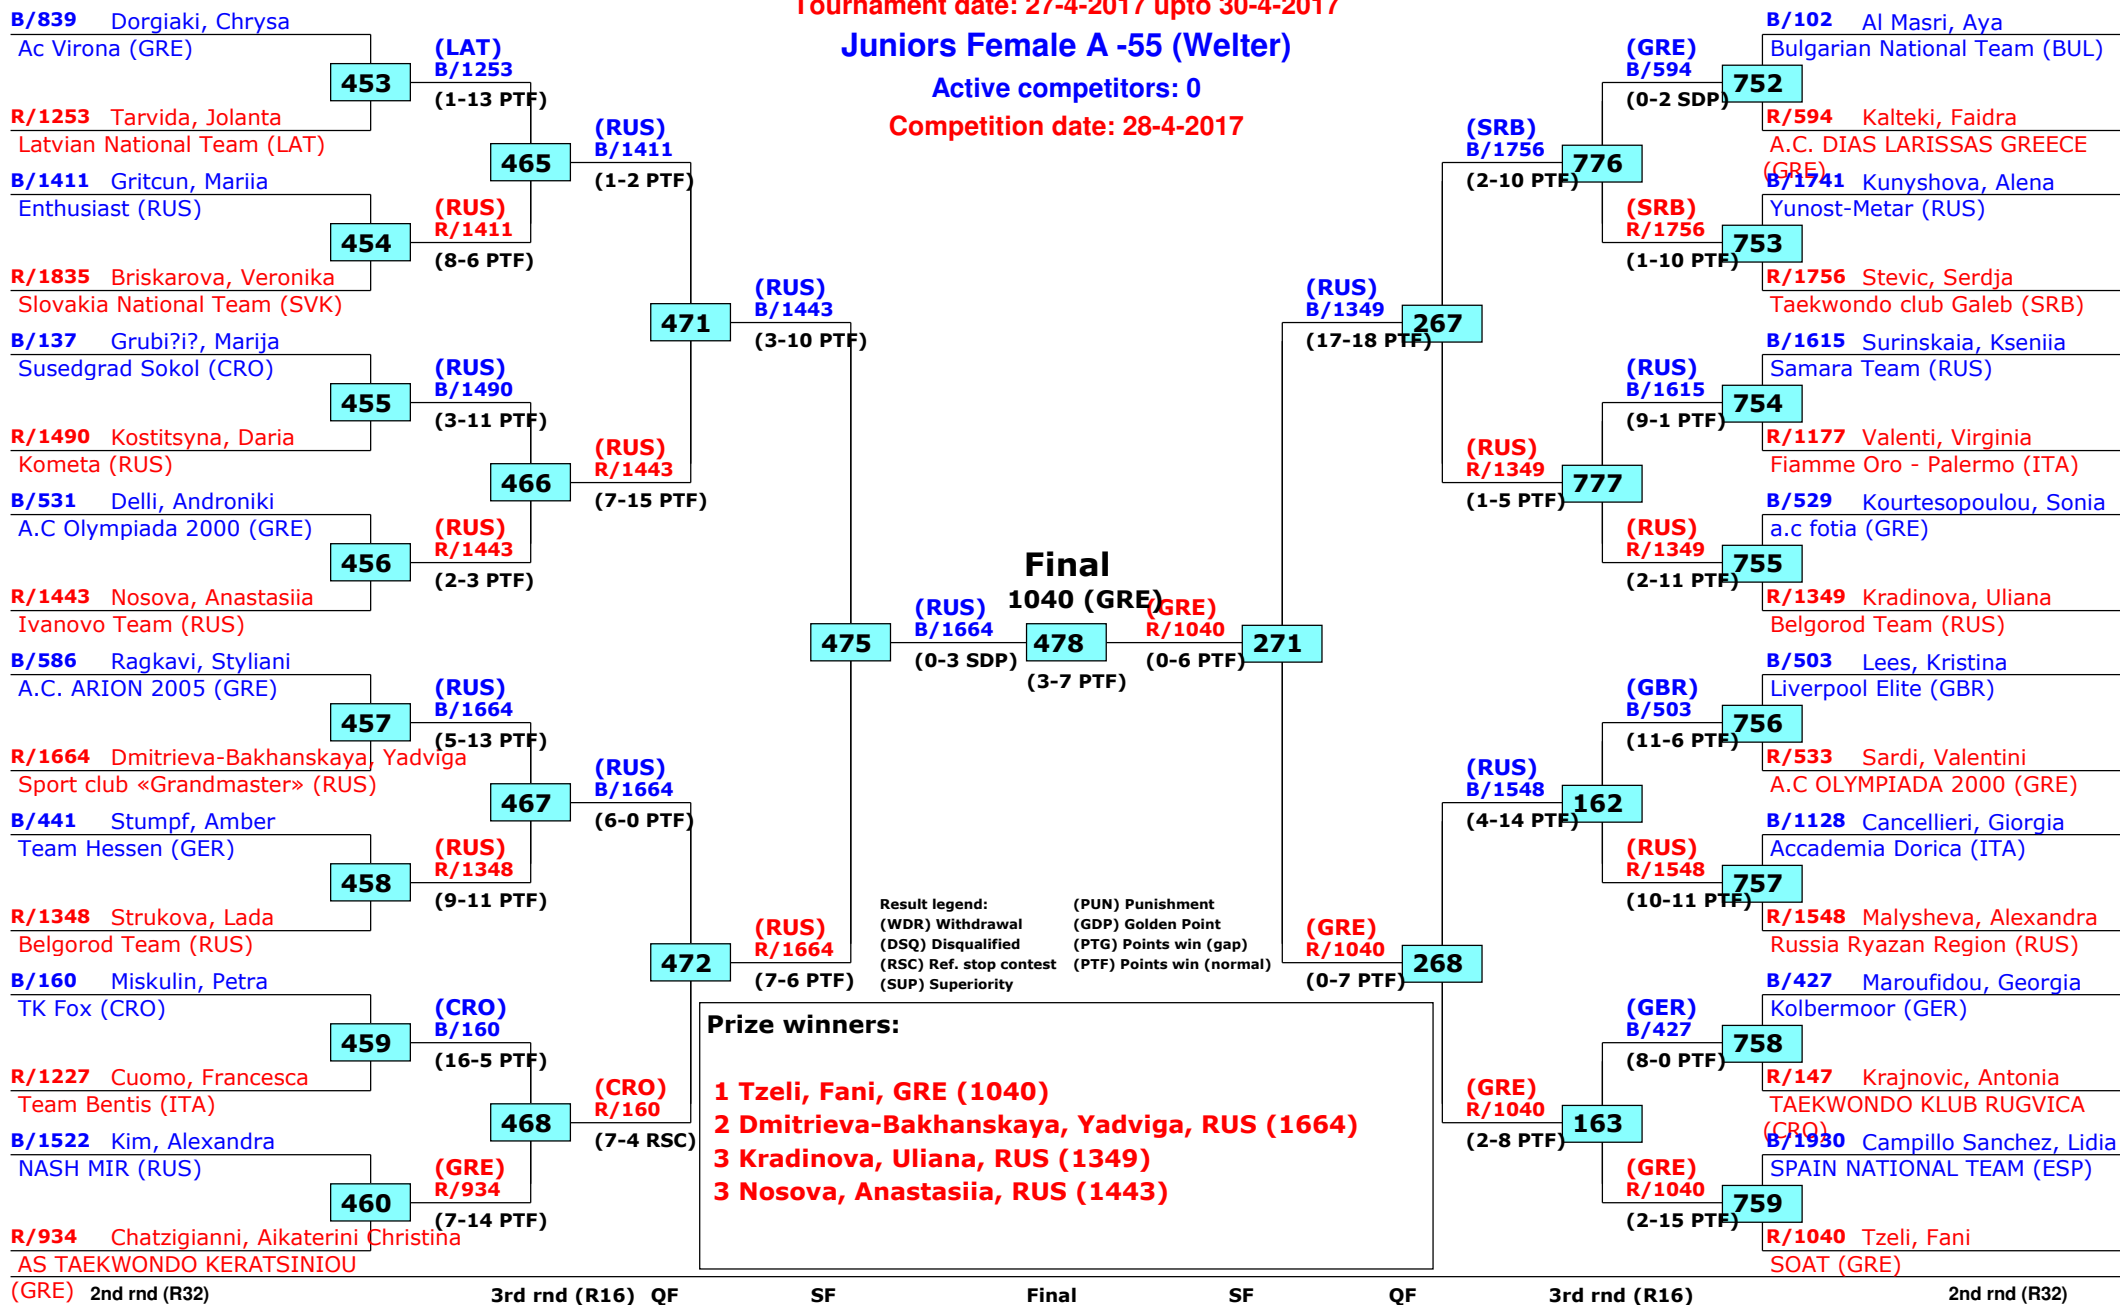 Tournament date: 27-4-2017 upto 30-4-2017
Juniors Female A -55 (Welter)
Active competitors: 0
Competition date: 28-4-2017
B/839 Dorgiaki, Chrysa
Ac Virona (GRE)
453
R/1253 Tarvida, Jolanta
Latvian National Team (LAT)
B/1411 Gritcun, Mariia
Enthusiast (RUS)
454
R/1835 Briskarova, Veronika
Slovakia National Team (SVK)
B/137 Grubi?i?, Marija
Susedgrad Sokol (CRO)
455
R/1490 Kostitsyna, Daria
Kometa (RUS)
B/531 Delli, Androniki
A.C Olympiada 2000 (GRE)
456
R/1443 Nosova, Anastasiia
Ivanovo Team (RUS)
B/586 Ragkavi, Styliani
A.C. ARION 2005 (GRE)
457
R/1664 Dmitrieva-Bakhanskaya, Yadviga
Sport club «Grandmaster» (RUS)
B/441 Stumpf, Amber
Team Hessen (GER)
458
R/1348 Strukova, Lada
Belgorod Team (RUS)
B/160 Miskulin, Petra
TK Fox (CRO)
459
R/1227 Cuomo, Francesca
Team Bentis (ITA)
B/1522 Kim, Alexandra
NASH MIR (RUS)
460
R/934 Chatzigianni, Aikaterini Christina
AS TAEKWONDO KERATSINIOU
(GRE)
(LAT)
B/1253
(1-13 PTF)
465
(RUS)
R/1411
(8-6 PTF)
(RUS)
B/1490
(3-11 PTF)
466
(RUS)
R/1443
(2-3 PTF)
(RUS)
B/1664
(5-13 PTF)
467
(RUS)
R/1348
(9-11 PTF)
(CRO)
B/160
(16-5 PTF)
468
(GRE)
R/934
(7-14 PTF)
(RUS)
B/1411
(1-2 PTF)
471
(RUS)
R/1443
(7-15 PTF)
(RUS)
B/1664
(6-0 PTF)
472
(CRO)
R/160
(7-4 RSC)
(RUS)
B/1443
(3-10 PTF)
475
(RUS)
R/1664
(7-6 PTF)
Final
1040 (GRE)
(RUS)
B/1664
(0-3 SDP)
478
(3-7 PTF)
(GRE)
R/1040
(0-6 PTF)
271
(RUS)
B/1349
(17-18 PTF)
267
(GRE)
R/1040
(0-7 PTF)
268
(SRB)
B/1756
(2-10 PTF)
776
(RUS)
R/1349
(1-5 PTF)
777
(RUS)
B/1548
(4-14 PTF)
162
(GRE)
R/1040
(2-8 PTF)
163
(GRE)
B/594
(0-2 SDP)
752
(SRB)
R/1756
(1-10 PTF)
753
(RUS)
B/1615
(9-1 PTF)
754
(RUS)
R/1349
(2-11 PTF)
755
(GBR)
B/503
(11-6 PTF)
756
(RUS)
R/1548
(10-11 PTF)
757
(GER)
B/427
(8-0 PTF)
758
(GRE)
R/1040
(2-15 PTF)
759
B/102 Al Masri, Aya
Bulgarian National Team (BUL)
R/594 Kalteki, Faidra
A.C. DIAS LARISSAS GREECE
(GRE)
B/1741 Kunyshova, Alena
Yunost-Metar (RUS)
R/1756 Stevic, Serdja
Taekwondo club Galeb (SRB)
B/1615 Surinskaia, Kseniia
Samara Team (RUS)
R/1177 Valenti, Virginia
Fiamme Oro - Palermo (ITA)
B/529 Kourtesopoulou, Sonia
a.c fotia (GRE)
R/1349 Kradinova, Uliana
Belgorod Team (RUS)
B/503 Lees, Kristina
Liverpool Elite (GBR)
R/533 Sardi, Valentini
A.C OLYMPIADA 2000 (GRE)
B/1128 Cancellieri, Giorgia
Accademia Dorica (ITA)
R/1548 Malysheva, Alexandra
Russia Ryazan Region (RUS)
B/427 Maroufidou, Georgia
Kolbermoor (GER)
R/147 Krajnovic, Antonia
TAEKWONDO KLUB RUGVICA
(CRO)
B/1930 Campillo Sanchez, Lidia
SPAIN NATIONAL TEAM (ESP)
R/1040 Tzeli, Fani
SOAT (GRE)
Result legend: (PUN) Punishment
(WDR) Withdrawal (GDP) Golden Point
(DSQ) Disqualified (PTG) Points win (gap)
(RSC) Ref. stop contest (PTF) Points win (normal)
(SUP) Superiority
Prize winners:
1 Tzeli, Fani, GRE (1040)
2 Dmitrieva-Bakhanskaya, Yadviga, RUS (1664)
3 Kradinova, Uliana, RUS (1349)
3 Nosova, Anastasiia, RUS (1443)
2nd rnd (R32) 3rd rnd (R16) QF SF Final SF QF 3rd rnd (R16) 2nd rnd (R32)